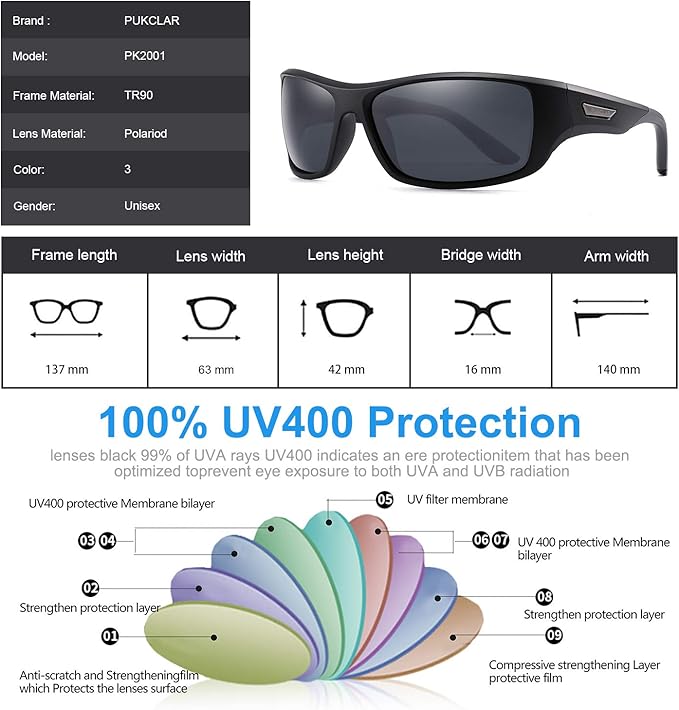 Brand : PUKCLAR
Model: PK2001
Frame Material: TR90
Lens Material: Polariod
Color: 3
Gender: Unisex
Frame length Lens width Lens height Bridge width Arm width
137 mm 63 mm 42 mm 16 mm 140 mm
100% UV400 Protection
lenses black 99% of UVA rays UV400 indicates an ere protectionitem that has been
optimized toprevent eye exposure to both UVA and UVB radiation
UV400 protective Membrane bilayer
05 UV filter membrane
03 04
06 07 UV 400 protective Membrane
bilayer
02
Strengthen protection layer
08
Strengthen protection layer
01
09
Anti-scratch and Strengtheningfilm
which Protects the lenses surface
Compressive strengthening Layer
protective film